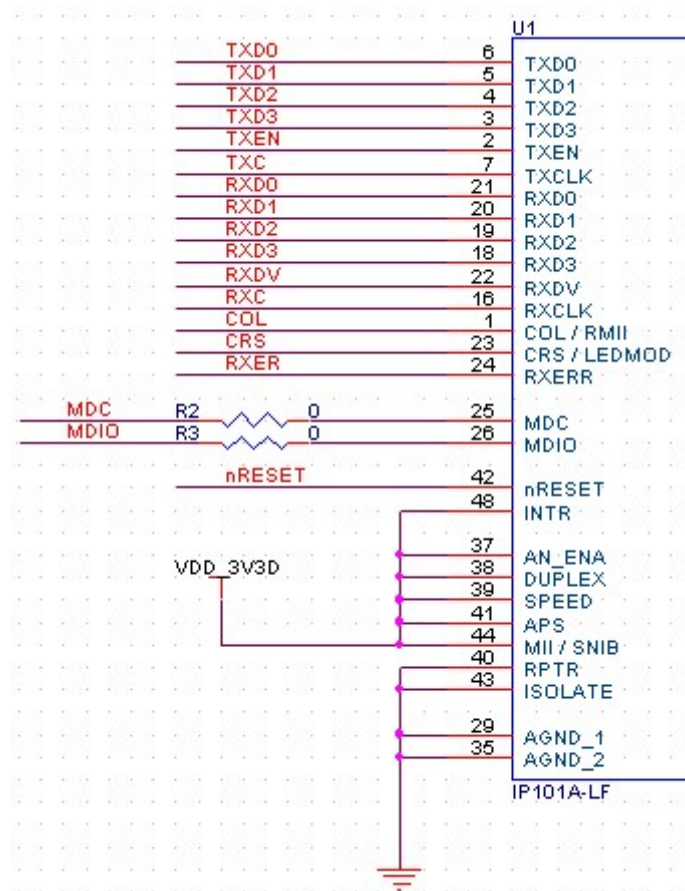 U1
TXD0 6 TXD0
TXD1 5 TXD1
TXD2 4 TXD2
TXD3 3 TXD3
TXEN 2 TXEN
TXC 7 TXCLK
RXD0 21 RXD0
RXD1 20 RXD1
RXD2 19 RXD2
RXD3 18 RXD3
RXDV 22 RXDV
RXC 16 RXCLK
COL 1 COL / RMII
CRS 23 CRS / LEDMOD
RXER 24 RXERR
MDC R2 0 25 MDC
MDIO R3 0 26 MDIO
nRESET 42 nRESET
48 INTR
37 AN_ENA
VDD_3V3D 38 DUPLEX
39 SPEED
41 APS
44 MII / SNIB
40 RPTR
43 ISOLATE
29 AGND_1
35 AGND_2
IP101A-LF